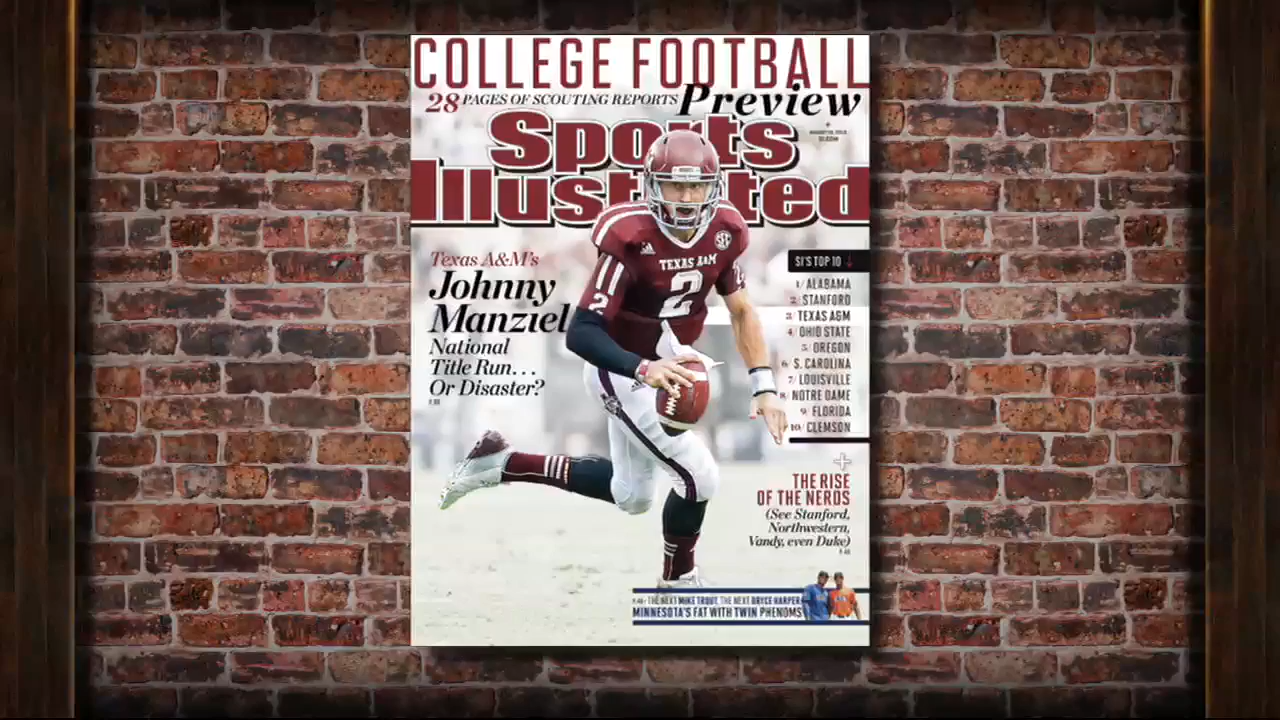 COLLEGE FOOTBALL
28 PAGES OF SCOUTING REPORTS Preview
Sports
Illustrated
SEC
TEXAS A&M
2
2
Texas A&M's
Johnny
Manziel
National
Title Run...
Or Disaster?
SI'S TOP 10
1/ ALABAMA
2/ STANFORD
3/ TEXAS A&M
4/ OHIO STATE
5/ OREGON
6/ S. CAROLINA
7/ LOUISVILLE
8/ NOTRE DAME
9/ FLORIDA
10/ CLEMSON
+
THE RISE
OF THE NERDS
(See Stanford,
Northwestern,
Vandy, even Duke)
THE NEXT MIKE TROUT, THE NEXT BRYCE HARPER:
MINNESOTA'S FAT WITH TWIN PHENOMS